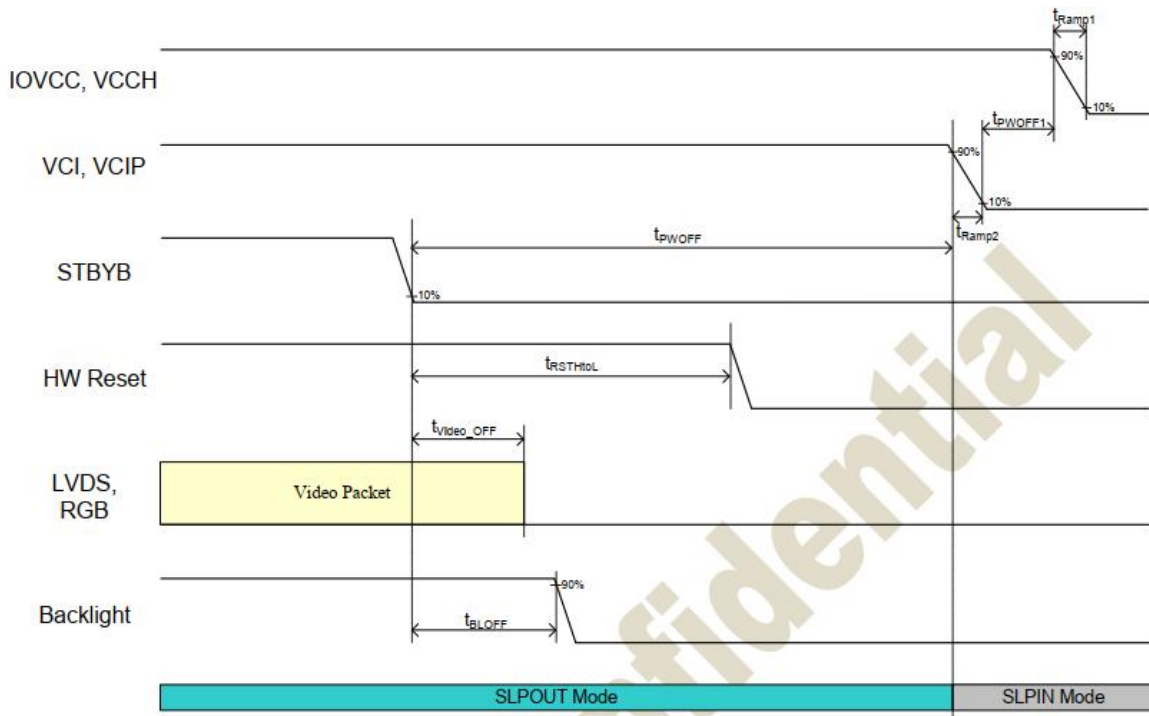 tRamp1
IOVCC, VCCH
90%
10%
tPWOFF1
VCI, VCIP
90%
10%
tRamp2
tPWOFF
STBYB
10%
HW Reset
tRSTHtoL
tVideo_OFF
LVDS,
RGB
Video Packet
Backlight
90%
tBLOFF
SLPOUT Mode
SLPIN Mode
nfidential